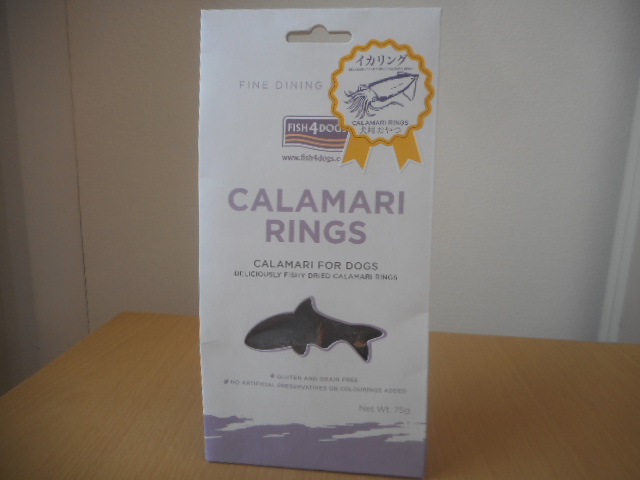 FINE DINING
イカリング
CALAMARI RINGS
犬用おやつ
FISH4DOGS
www.fish4dogs.c
CALAMARI
RINGS
CALAMARI FOR DOGS
DELICIOUSLY FISHY DRIED CALAMARI RINGS
GLUTEN AND GRAIN FREE
NO ARTIFICIAL PRESERVATIVES OR COLOURINGS ADDED
Net Wt. 75g